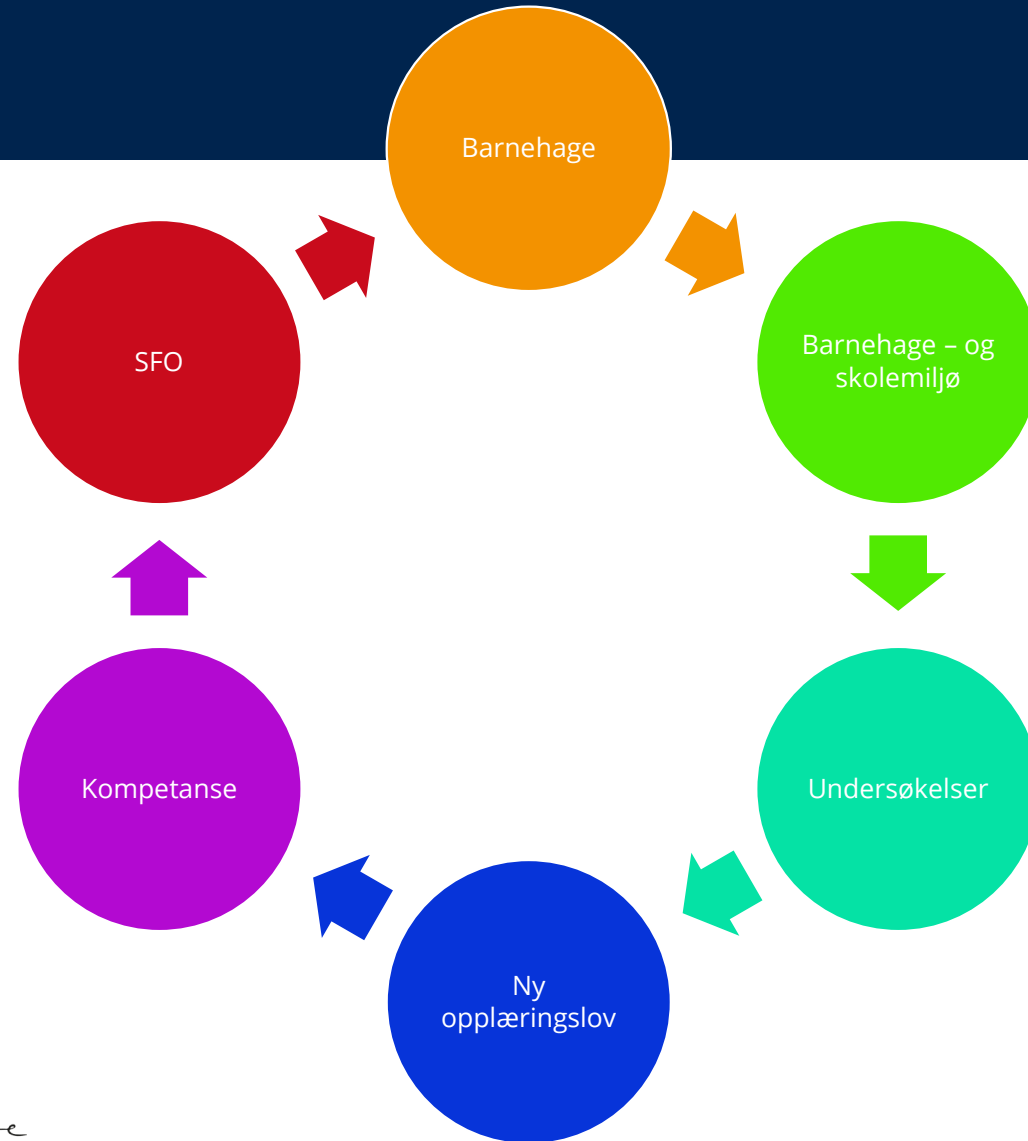 Barnehage
Barnehage – og
skolemiljø
Undersøkelser
Ny
opplæringslov
Kompetanse
SFO